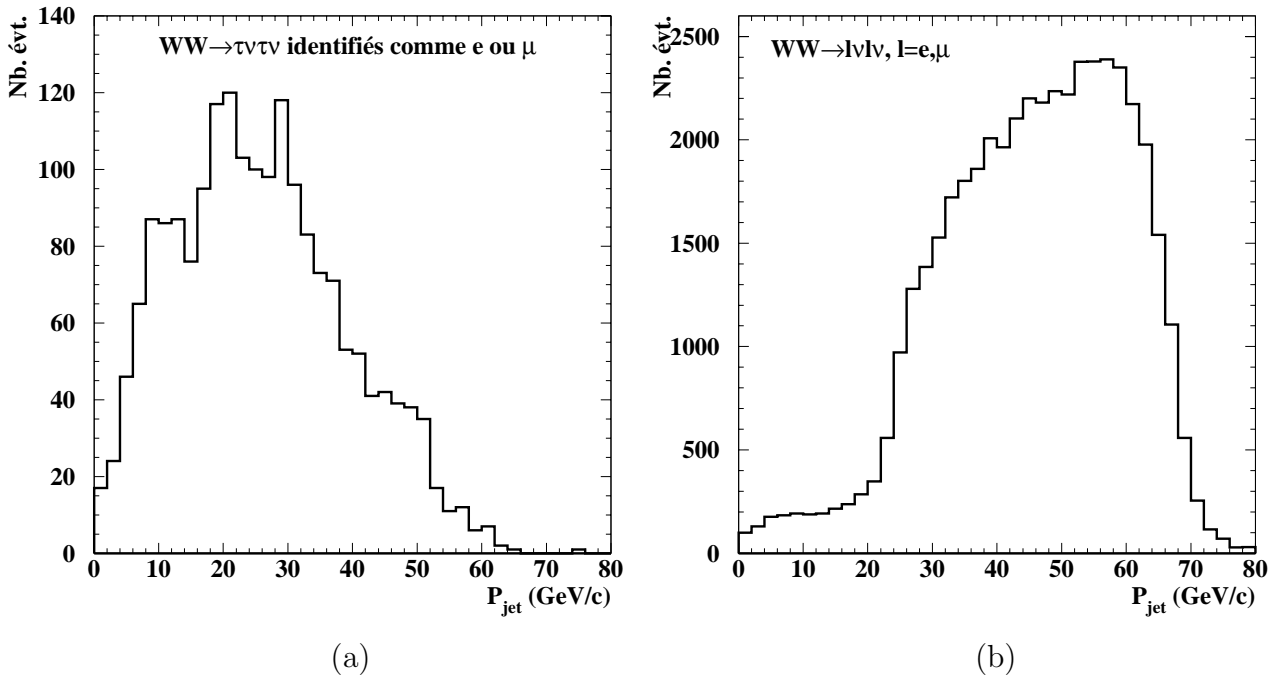 Nb. évt.
140
120
100
80
60
40
20
0
WW→τντν identifiés comme e ou μ
0 10 20 30 40 50 60 70 80
P_jet (GeV/c)
(a)
Nb. évt.
2500
2000
1500
1000
500
0
WW→lνlν, l=e,μ
0 10 20 30 40 50 60 70 80
P_jet (GeV/c)
(b)